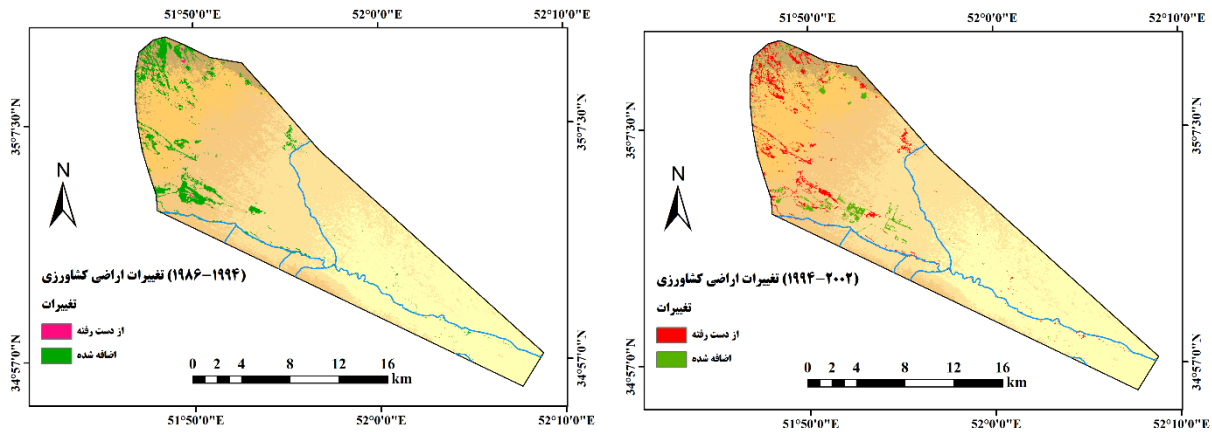 51°50'0"E 52°0'0"E 52°10'0"E
35°7'30"N
35°7'30"N
N
تغییرات اراضی کشاورزی (۱۹۸۶-۱۹۹۴)
تغییرات
از دست رفته
اضافه شده
0 2 4 8 12 16
km
34°57'0"N
34°57'0"N
51°50'0"E 52°0'0"E 52°10'0"E
51°50'0"E 52°0'0"E 52°10'0"E
35°7'30"N
35°7'30"N
N
تغییرات اراضی کشاورزی (۱۹۹۴-۲۰۰۲)
تغییرات
از دست رفته
اضافه شده
0 2 4 8 12 16
km
34°57'0"N
34°57'0"N
51°50'0"E 52°0'0"E 52°10'0"E